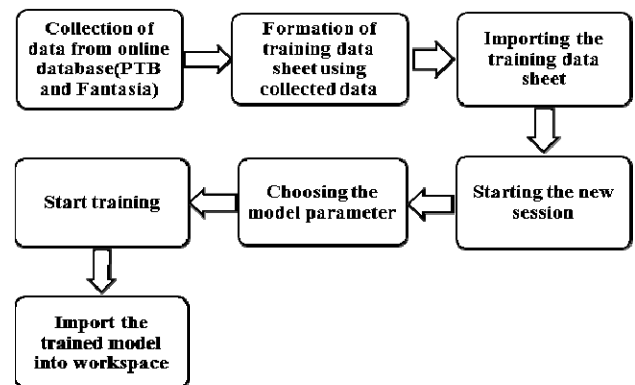 Collection of
data from online
database(PTB
and Fantasia)
Formation of
training data
sheet using
collected data
Importing the
training data
sheet
Starting the new
session
Choosing the
model parameter
Start training
Import the
trained model
into workspace